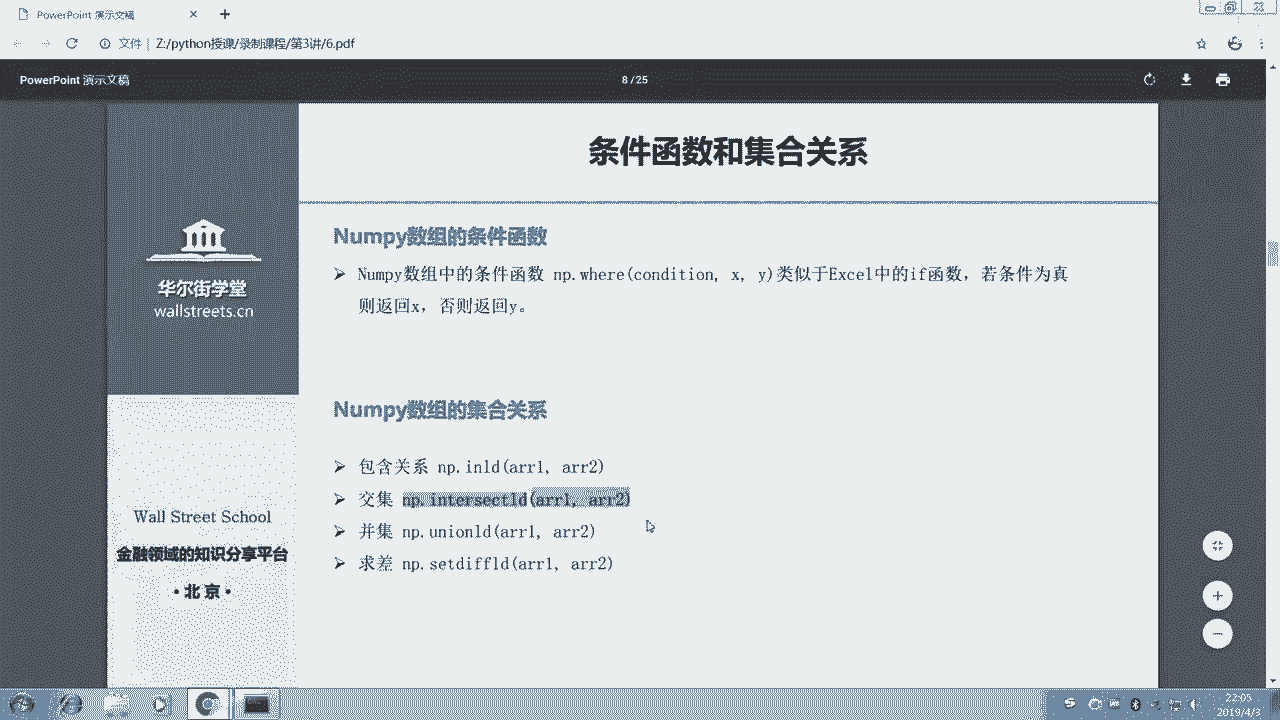 PowerPoint 演示文稿
文件 | Z:/python授课/录制课程/第3讲/6.pdf
PowerPoint 演示文稿
8 / 25
条件函数和集合关系
Numpy数组的条件函数
Numpy数组中的条件函数 np.where(condition, x, y)类似于Excel中的if函数，若条件为真
则返回x，否则返回y。
华尔街学堂
wallstreets.cn
Numpy数组的集合关系
包含关系 np.in1d(arr1, arr2)
交集 np.intersect1d(arr1, arr2)
并集 np.union1d(arr1, arr2)
求差 np.setdiff1d(arr1, arr2)
Wall Street School
金融领域的知识分享平台
• 北 京 •
22:05
2019/4/3